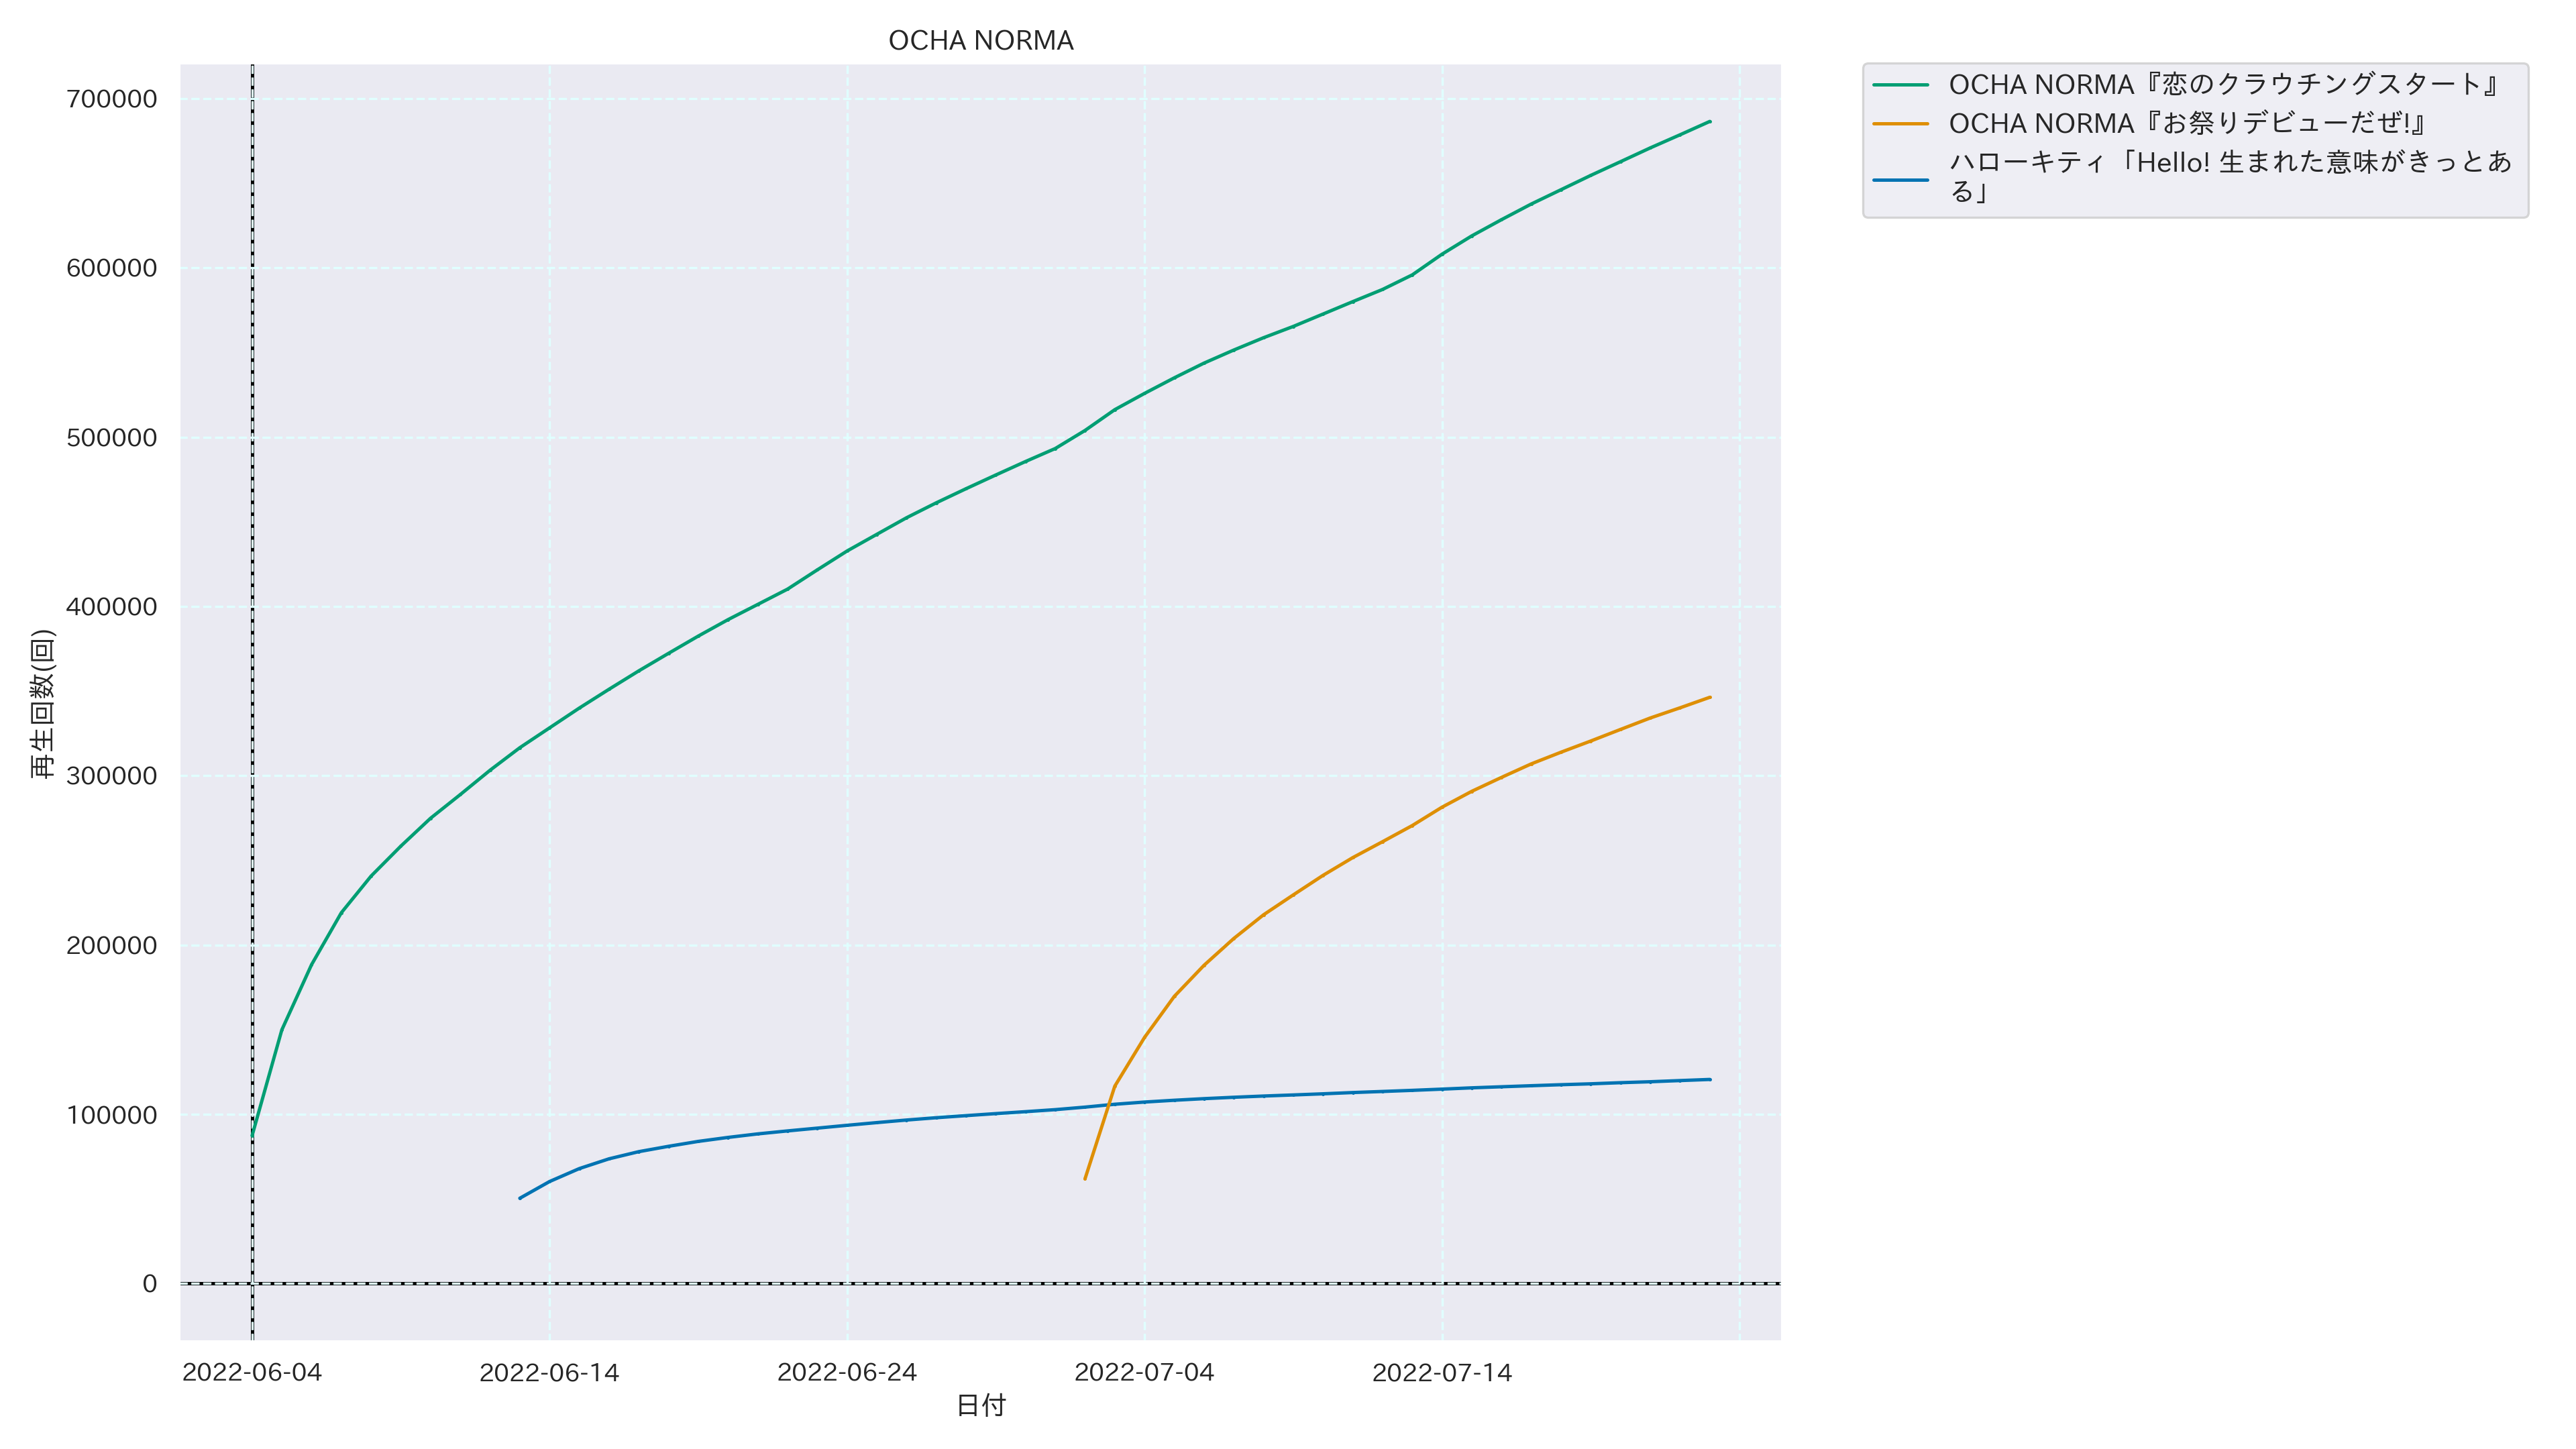 OCHA NORMA
700000
600000
500000
400000
300000
200000
100000
0
再生回数(回)
2022-06-04
2022-06-14
2022-06-24
2022-07-04
2022-07-14
日付
OCHA NORMA『恋のクラウチングスタート』
OCHA NORMA『お祭りデビューだぜ!』
ハローキティ「Hello! 生まれた意味がきっとあ
る」